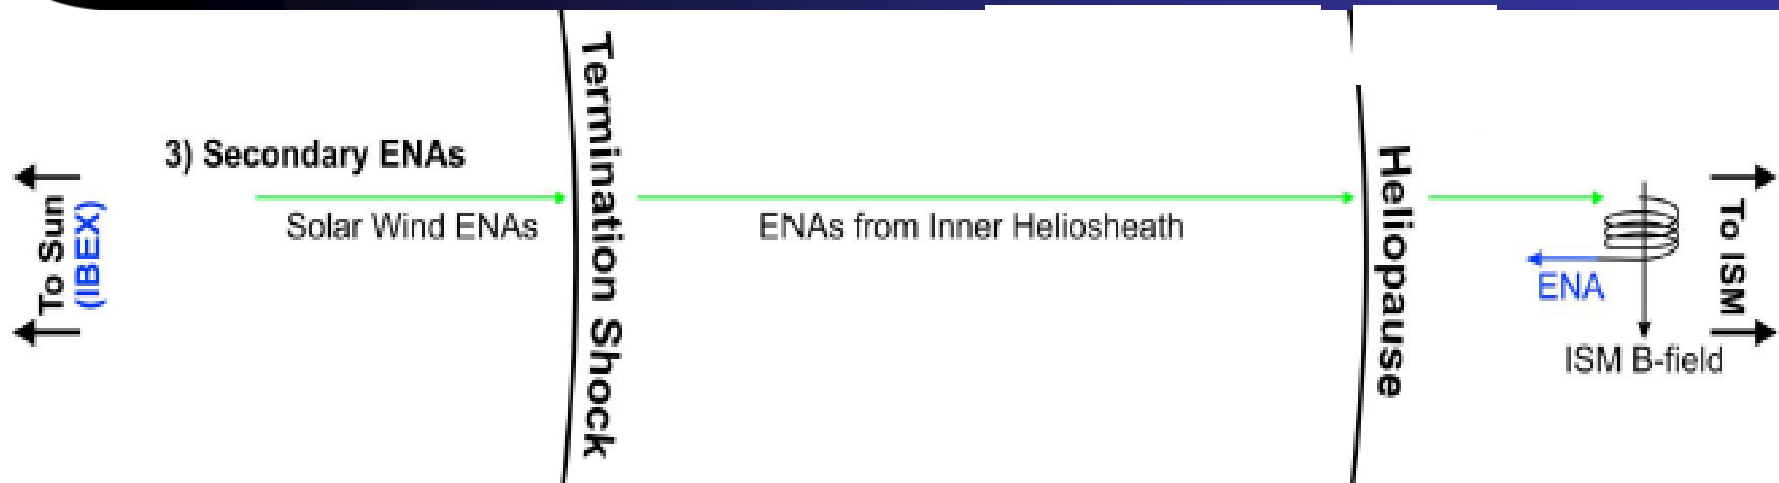 3) Secondary ENAs
Solar Wind ENAs
ENAs from Inner Heliosheath
To Sun
(IBEX)
Termination Shock
Heliopause
ENA
To ISM
ISM B-field